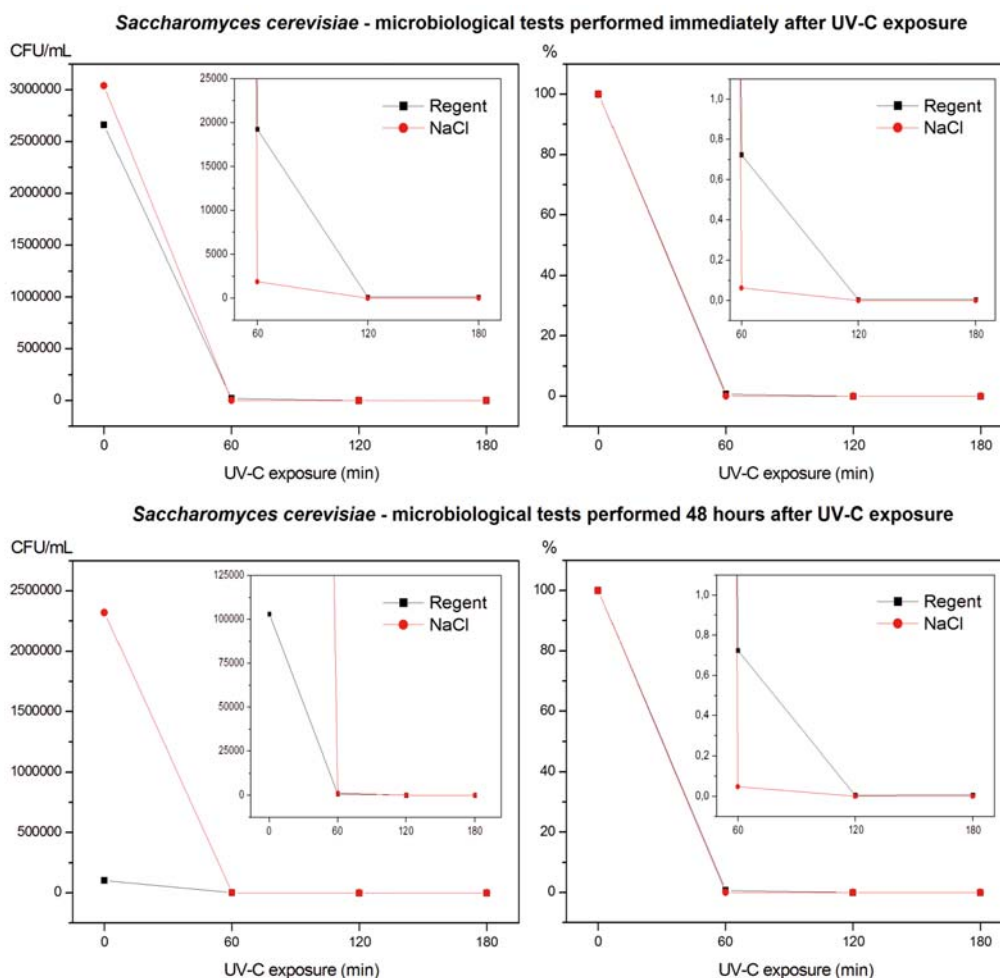 Saccharomyces cerevisiae - microbiological tests performed immediately after UV-C exposure
CFU/mL
3000000
2500000
2000000
1500000
1000000
500000
0
0 60 120 180
UV-C exposure (min)
25000
20000
15000
10000
5000
0
60 120 180
Regent
NaCl
%
100
80
60
40
20
0
0 60 120 180
UV-C exposure (min)
1,0
0,8
0,6
0,4
0,2
0,0
60 120 180
Regent
NaCl
Saccharomyces cerevisiae - microbiological tests performed 48 hours after UV-C exposure
CFU/mL
2500000
2000000
1500000
1000000
500000
0
0 60 120 180
UV-C exposure (min)
125000
100000
75000
50000
25000
0
0 60 120 180
Regent
NaCl
%
100
80
60
40
20
0
0 60 120 180
UV-C exposure (min)
1,0
0,8
0,6
0,4
0,2
0,0
60 120 180
Regent
NaCl